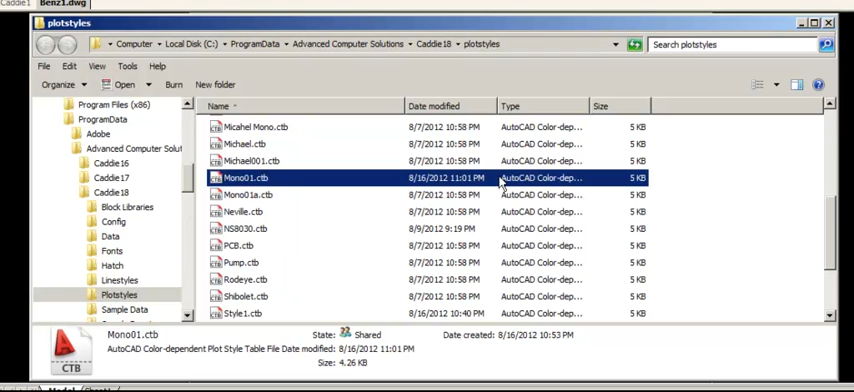 Caddie1 Benz1.dwg
plotstyles
Computer Local Disk (C:) ProgramData Advanced Computer Solutions Caddie18 plotstyles Search plotstyles
File Edit View Tools Help
Organize Open Burn New folder
Program Files (x86)
ProgramData
Adobe
Advanced Computer Solut
Caddie16
Caddie17
Caddie18
Block Libraries
Config
Data
Fonts
Hatch
Linestyles
Plotstyles
Sample Data
Name Date modified Type Size
Micahel Mono.ctb 8/7/2012 10:58 PM AutoCAD Color-dep... 5 KB
Michael.ctb 8/7/2012 10:58 PM AutoCAD Color-dep... 5 KB
Michael001.ctb 8/7/2012 10:58 PM AutoCAD Color-dep... 5 KB
Mono01.ctb 8/16/2012 11:01 PM AutoCAD Color-dep... 5 KB
Mono01a.ctb 8/7/2012 10:58 PM AutoCAD Color-dep... 5 KB
Neville.ctb 8/7/2012 10:58 PM AutoCAD Color-dep... 5 KB
NS8030.ctb 8/9/2012 9:19 PM AutoCAD Color-dep... 5 KB
PCB.ctb 8/7/2012 10:58 PM AutoCAD Color-dep... 5 KB
Pump.ctb 8/7/2012 10:58 PM AutoCAD Color-dep... 5 KB
Rodeye.ctb 8/7/2012 10:58 PM AutoCAD Color-dep... 5 KB
Shibolet.ctb 8/7/2012 10:58 PM AutoCAD Color-dep... 5 KB
Style1.ctb 8/16/2012 10:40 PM AutoCAD Color-dep... 5 KB
CTB
Mono01.ctb State: Shared Date created: 8/16/2012 10:53 PM
AutoCAD Color-dependent Plot Style Table File Date modified: 8/16/2012 11:01 PM
Size: 4.26 KB
Model Sheet1